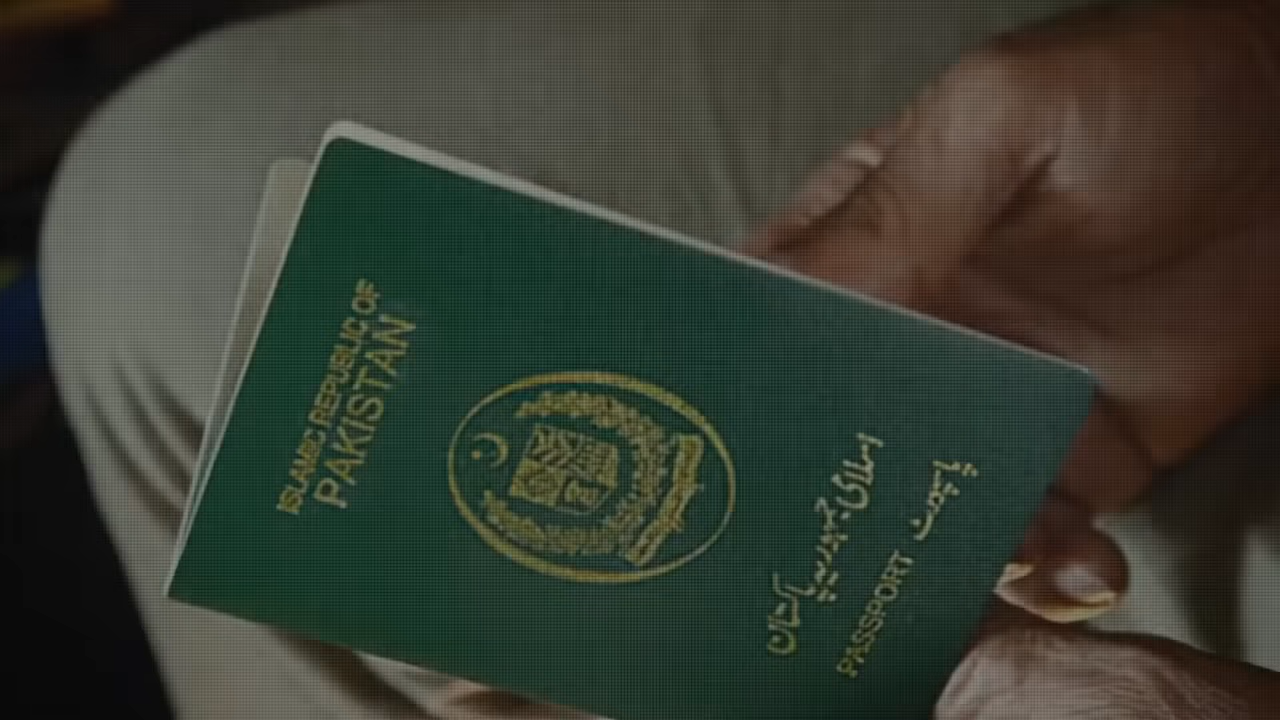 ISLAMIC REPUBLIC OF
PAKISTAN
اسلامی جمہوریہ پاکستان
پاسپورٹ
PASSPORT